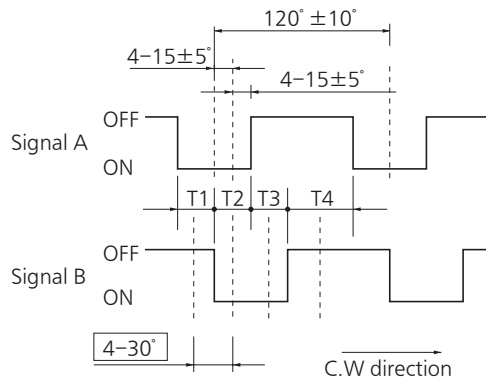 120° ±10°
4−15±5°
4−15±5°
OFF
Signal A
ON
T1 T2 T3 T4
OFF
Signal B
ON
4−30°
C.W direction